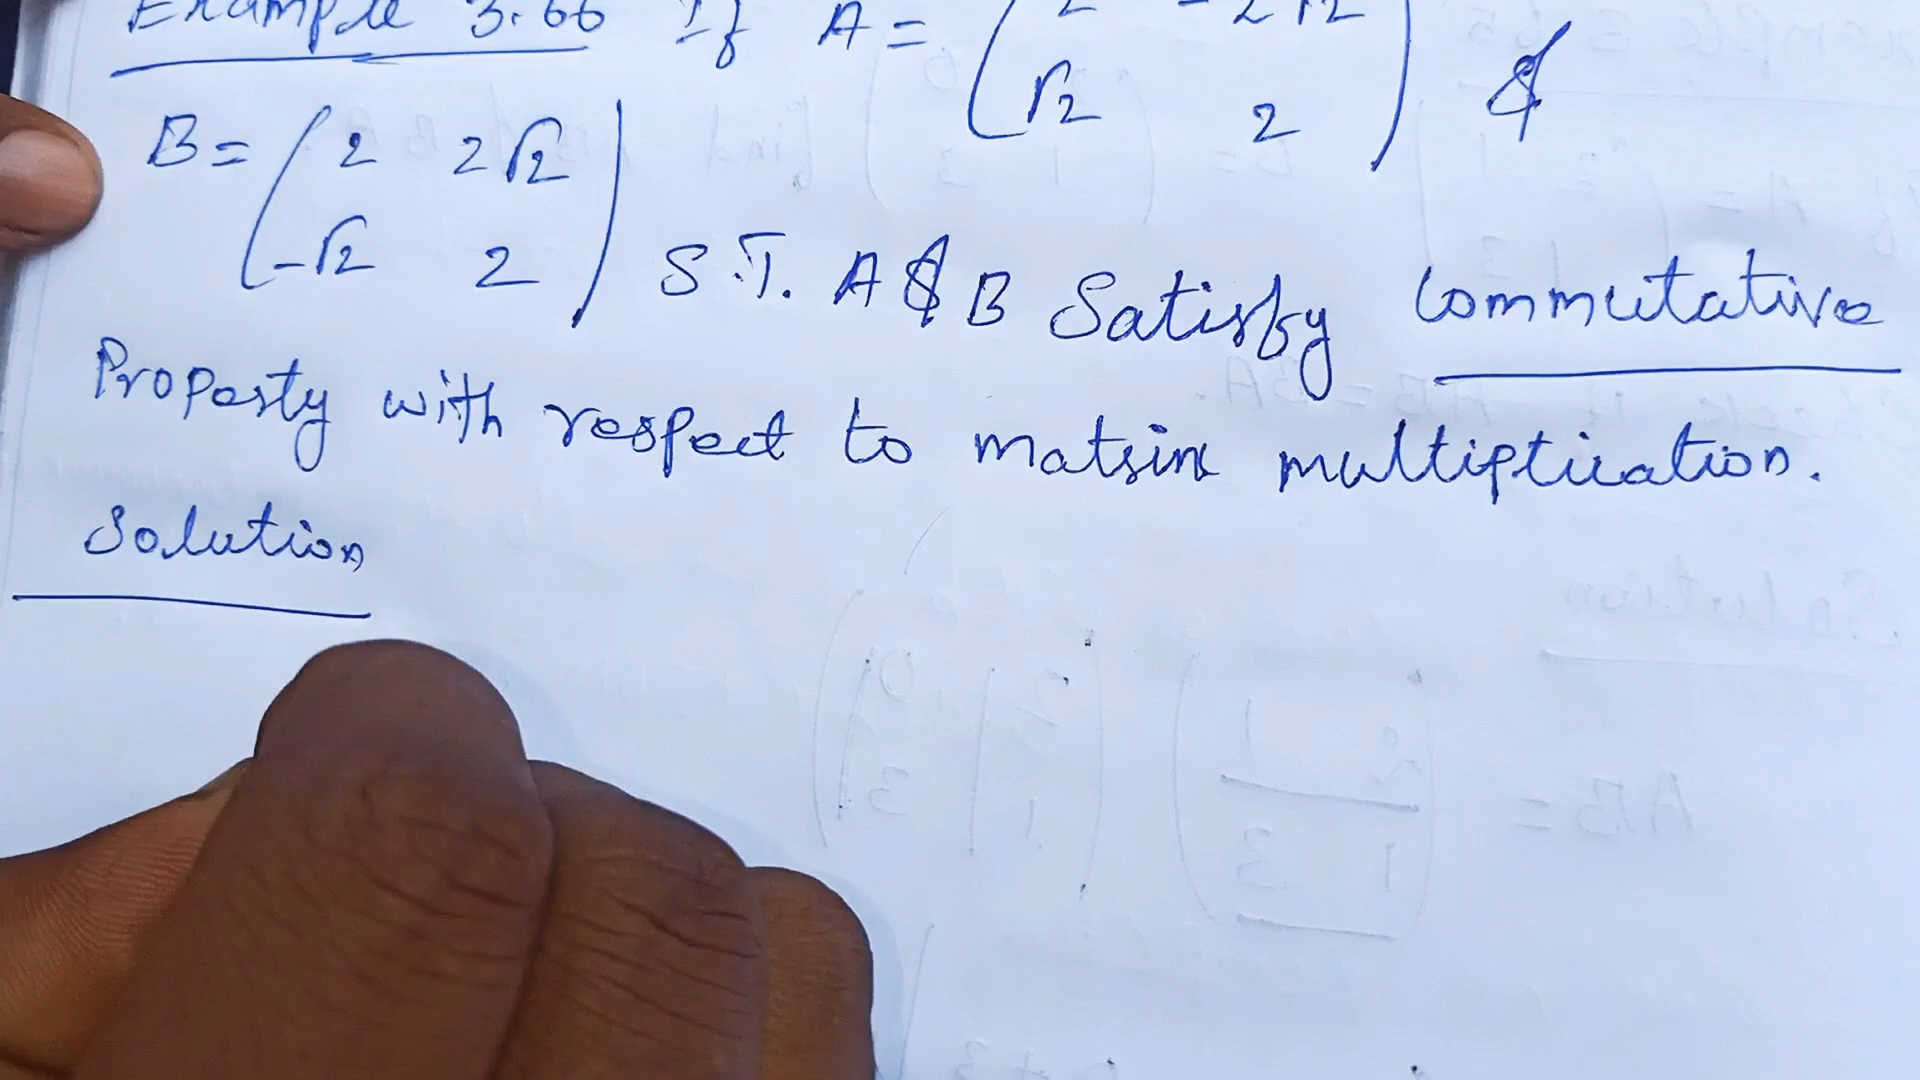 Example 3.66 If A = ( 2 -2√2
√2 2 ) &
B = ( 2 2√2
-√2 2 ) S.T. A & B Satisfy Commutative
Property with respect to matrix multiplication.
Solution